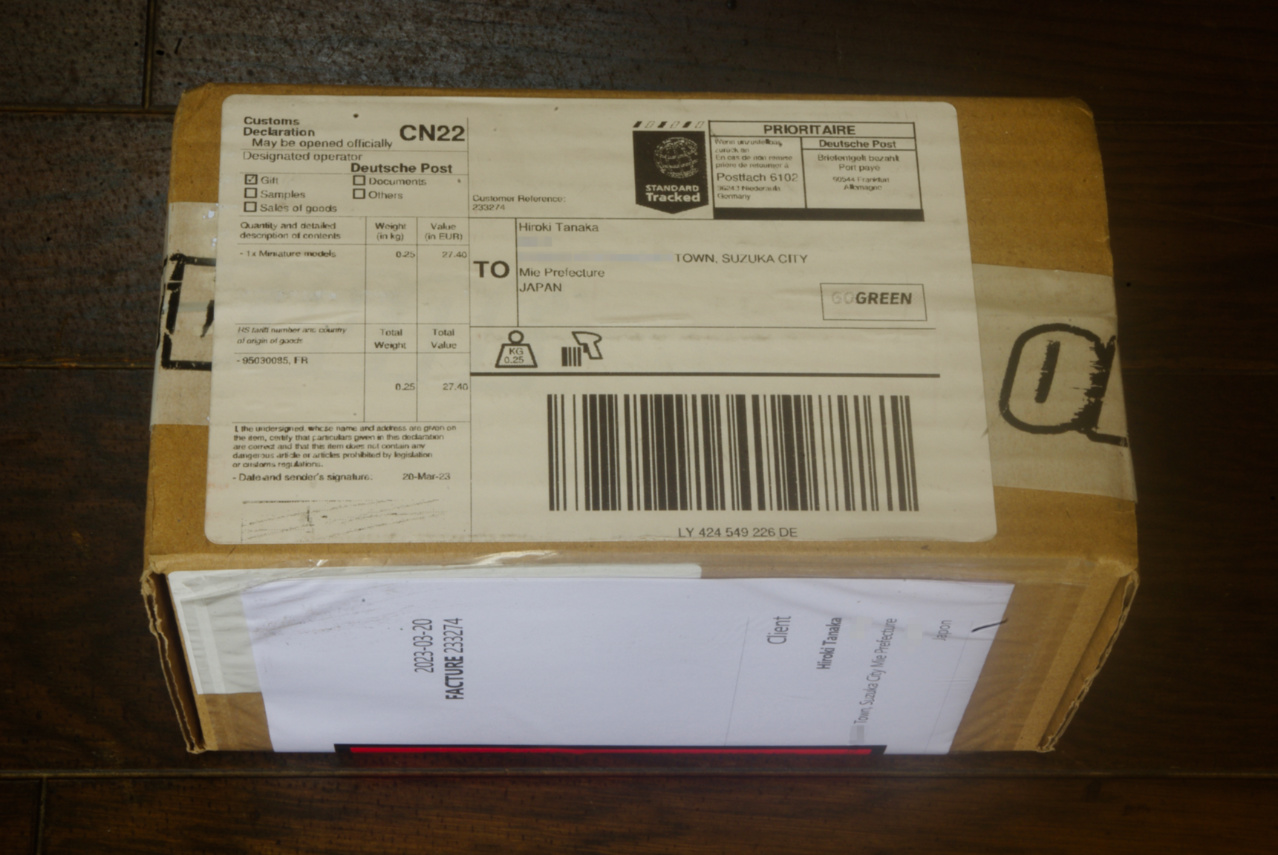 Customs
Declaration
CN22
May be opened officially
Designated operator
Deutsche Post
Gift
Documents
Samples
Others
Sales of goods
Quantity and detailed
description of contents
Weight
(in kg)
Value
(in EUR)
- 1x Miniature models
0.25
27.40
HS tariff number and country
of origin of goods
Total
Weight
Total
Value
- 95030085, FR
0.25
27.40
I, the undersigned, whose name and address are given on
the item, certify that particulars given in this declaration
are correct and that this item does not contain any
dangerous article or articles prohibited by legislation
or customs regulations.
- Date and sender's signature:
20-Mar-23
Customer Reference:
233274
STANDARD
Tracked
PRIORITAIRE
Postfach 6102
Germany
Deutsche Post
Briefentgelt bezahlt
Port payé
Allemagne
TO
Hiroki Tanaka
TOWN, SUZUKA CITY
Mie Prefecture
JAPAN
GOGREEN
KG
0.25
LY 424 549 226 DE
2023-03-20
FACTURE 233274
Client
Hiroki Tanaka
Town, Suzuka City Mie Prefecture
Japon